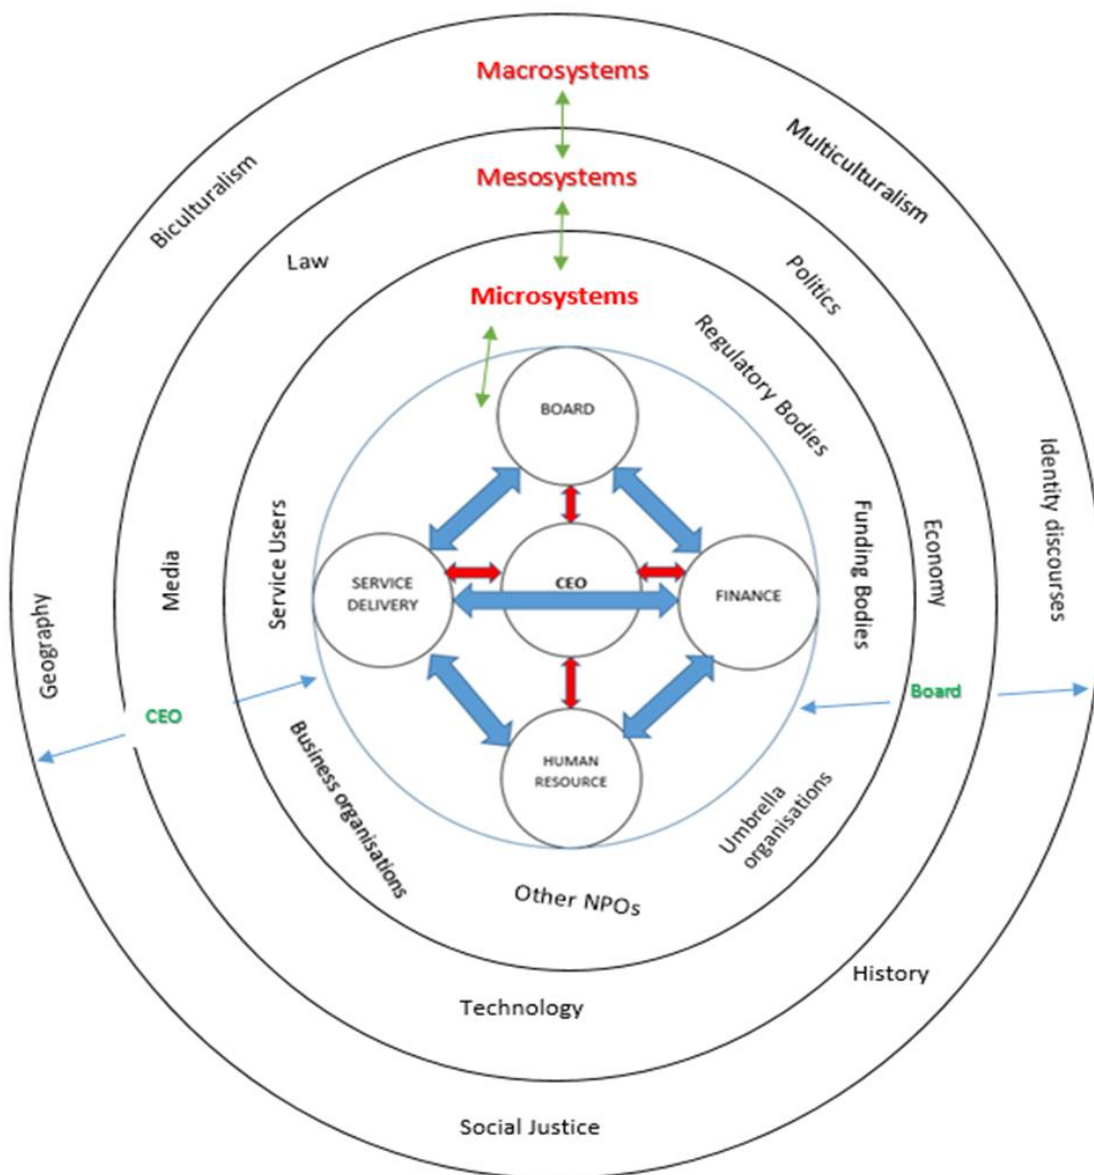 Macrosystems
Multiculturalism
Biculturalism
Mesosystems
Law
Politics
Microsystems
Regulatory Bodies
BOARD
Identity discourses
Service Users
Funding Bodies
Economy
Media
Geography
SERVICE
DELIVERY
CEO
FINANCE
Board
CEO
Business organisations
HUMAN
RESOURCE
Umbrella
organisations
Other NPOs
History
Technology
Social Justice